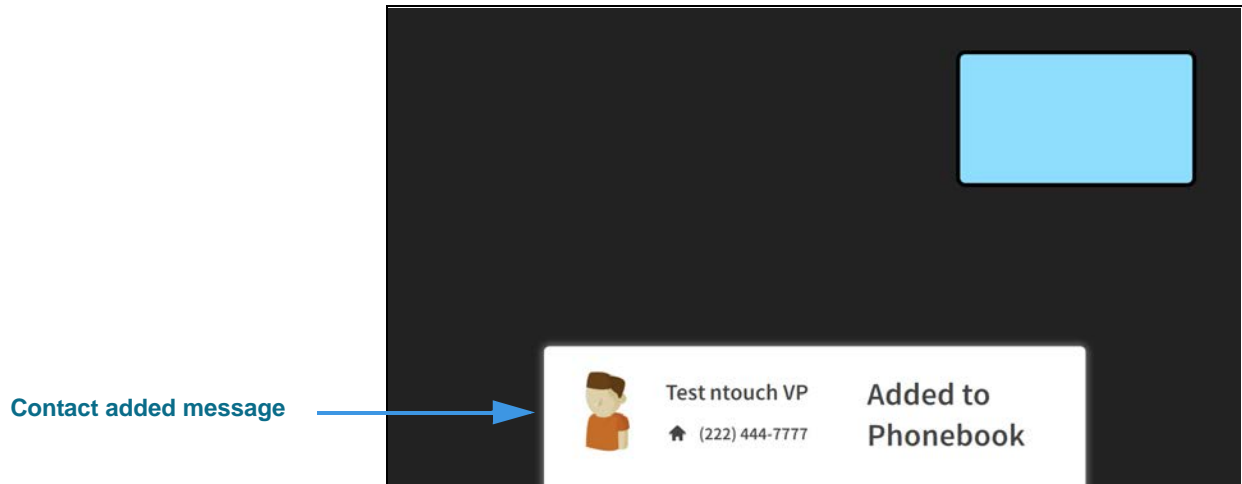 Contact added message
Test ntouch VP
(222) 444-7777
Added to
Phonebook